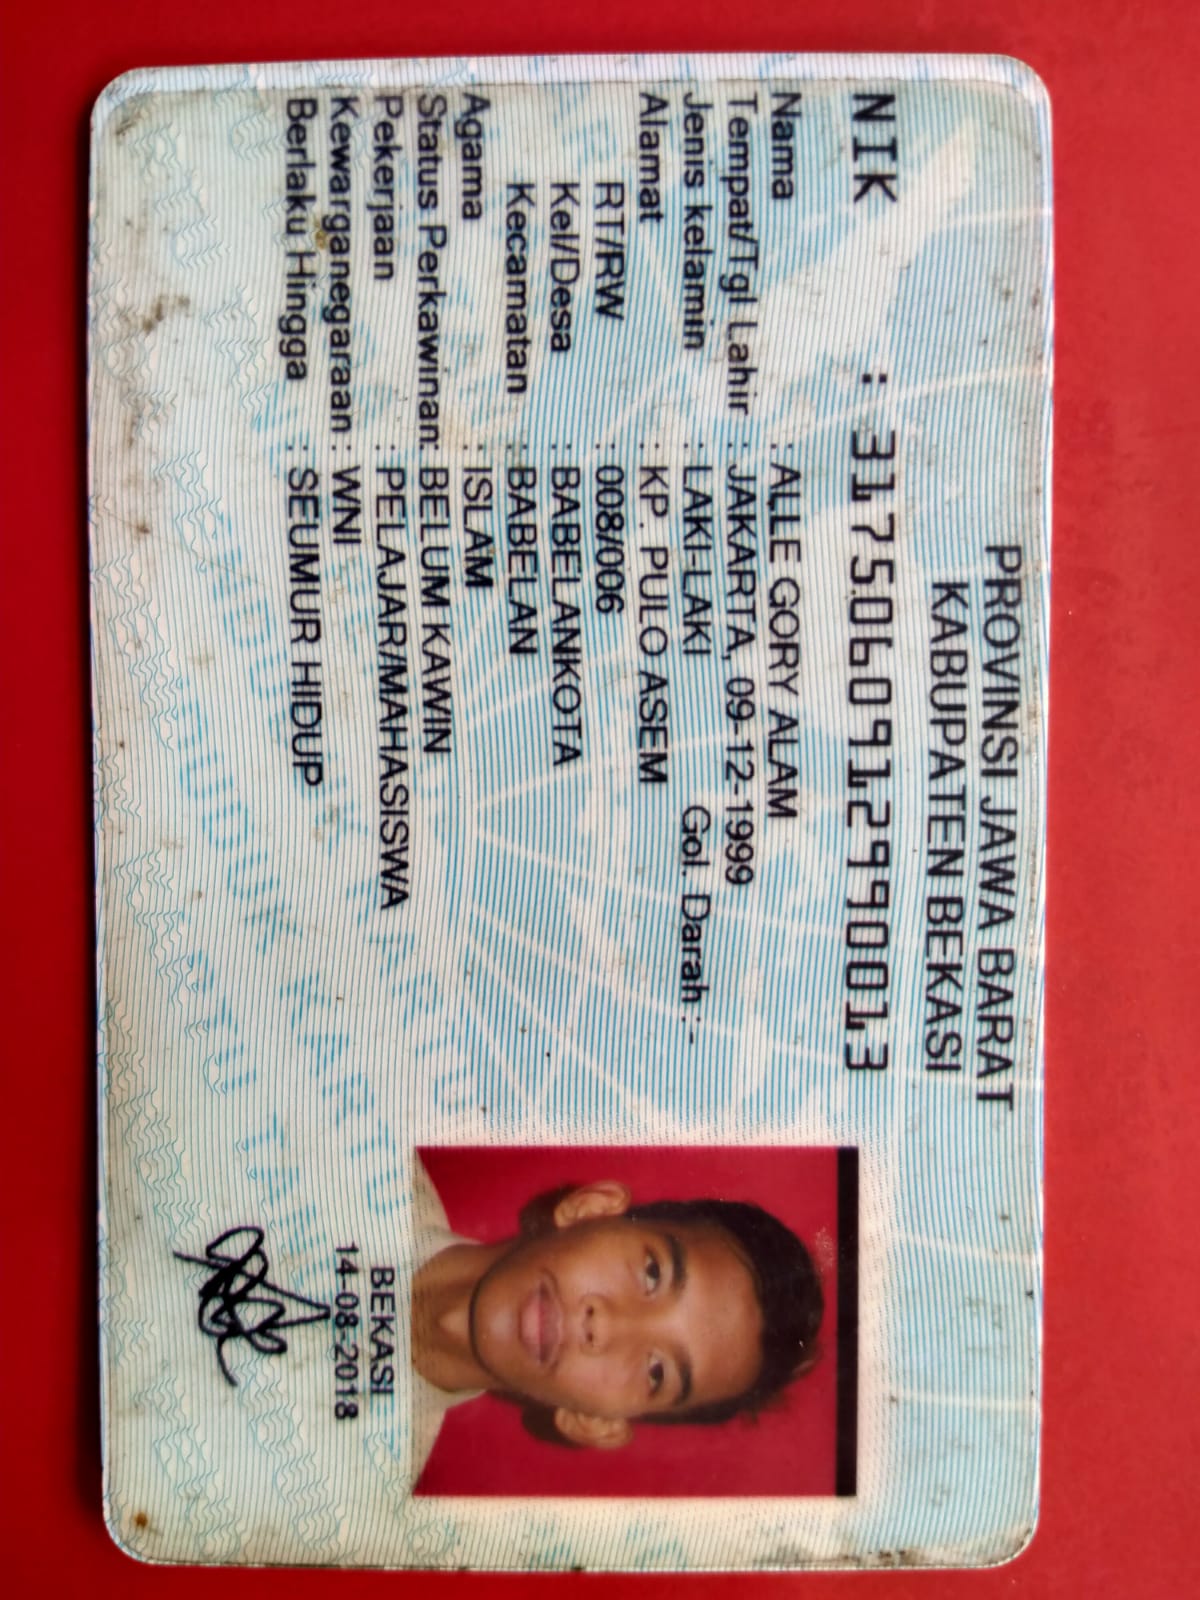 PROVINSI JAWA BARAT
KABUPATEN BEKASI
NIK : 3175060912990013
Nama : ALLE GORY ALAM
Tempat/Tgl Lahir : JAKARTA, 09-12-1999
Jenis kelamin : LAKI-LAKI Gol. Darah :-
Alamat : KP. PULO ASEM
RT/RW : 008/006
Kel/Desa : BABELANKOTA
Kecamatan : BABELAN
Agama : ISLAM
Status Perkawinan: BELUM KAWIN
Pekerjaan : PELAJAR/MAHASISWA
Kewarganegaraan : WNI
Berlaku Hingga : SEUMUR HIDUP
BEKASI
14-08-2018